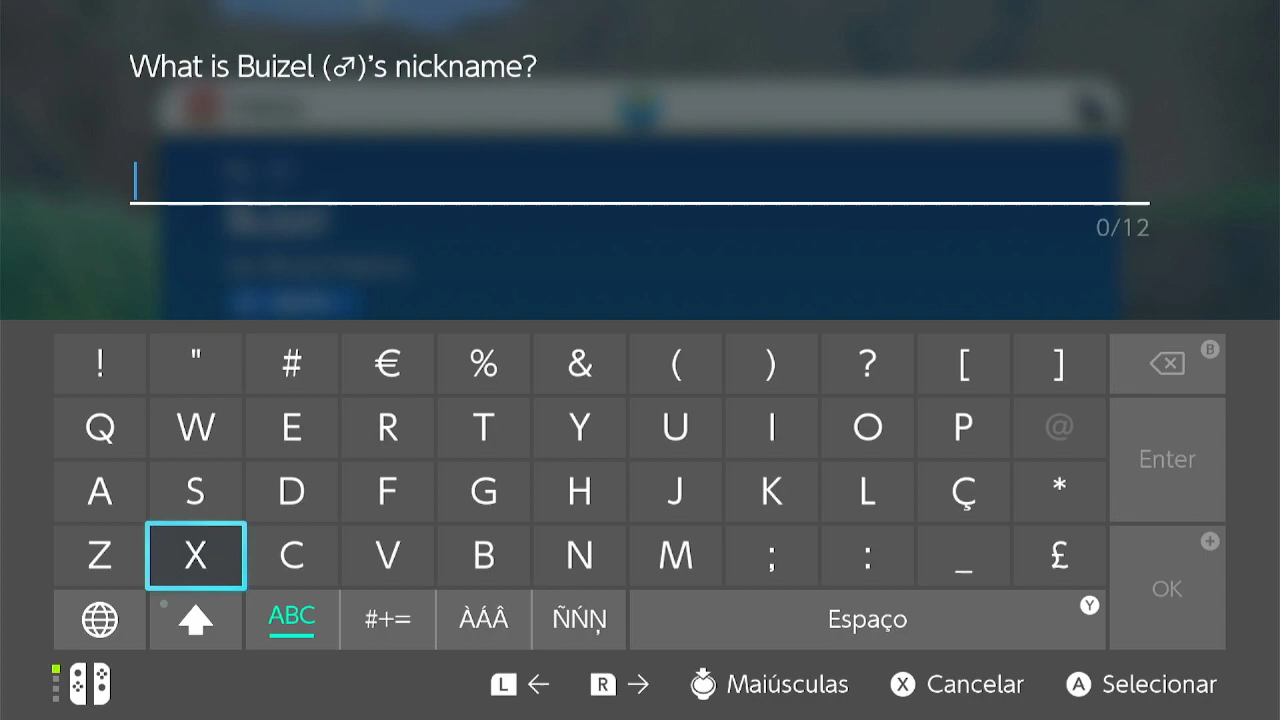 What is Buizel (♂)'s nickname?
0/12
! " # € % & ( ) ? [ ] B
Q W E R T Y U I O P @ Enter
A S D F G H J K L Ç *
Z X C V B N M ; : _ £ + OK
ABC #+= ÀÁÂ ÑŃŅ Espaço Y
L ← R → Maiúsculas X Cancelar A Selecionar